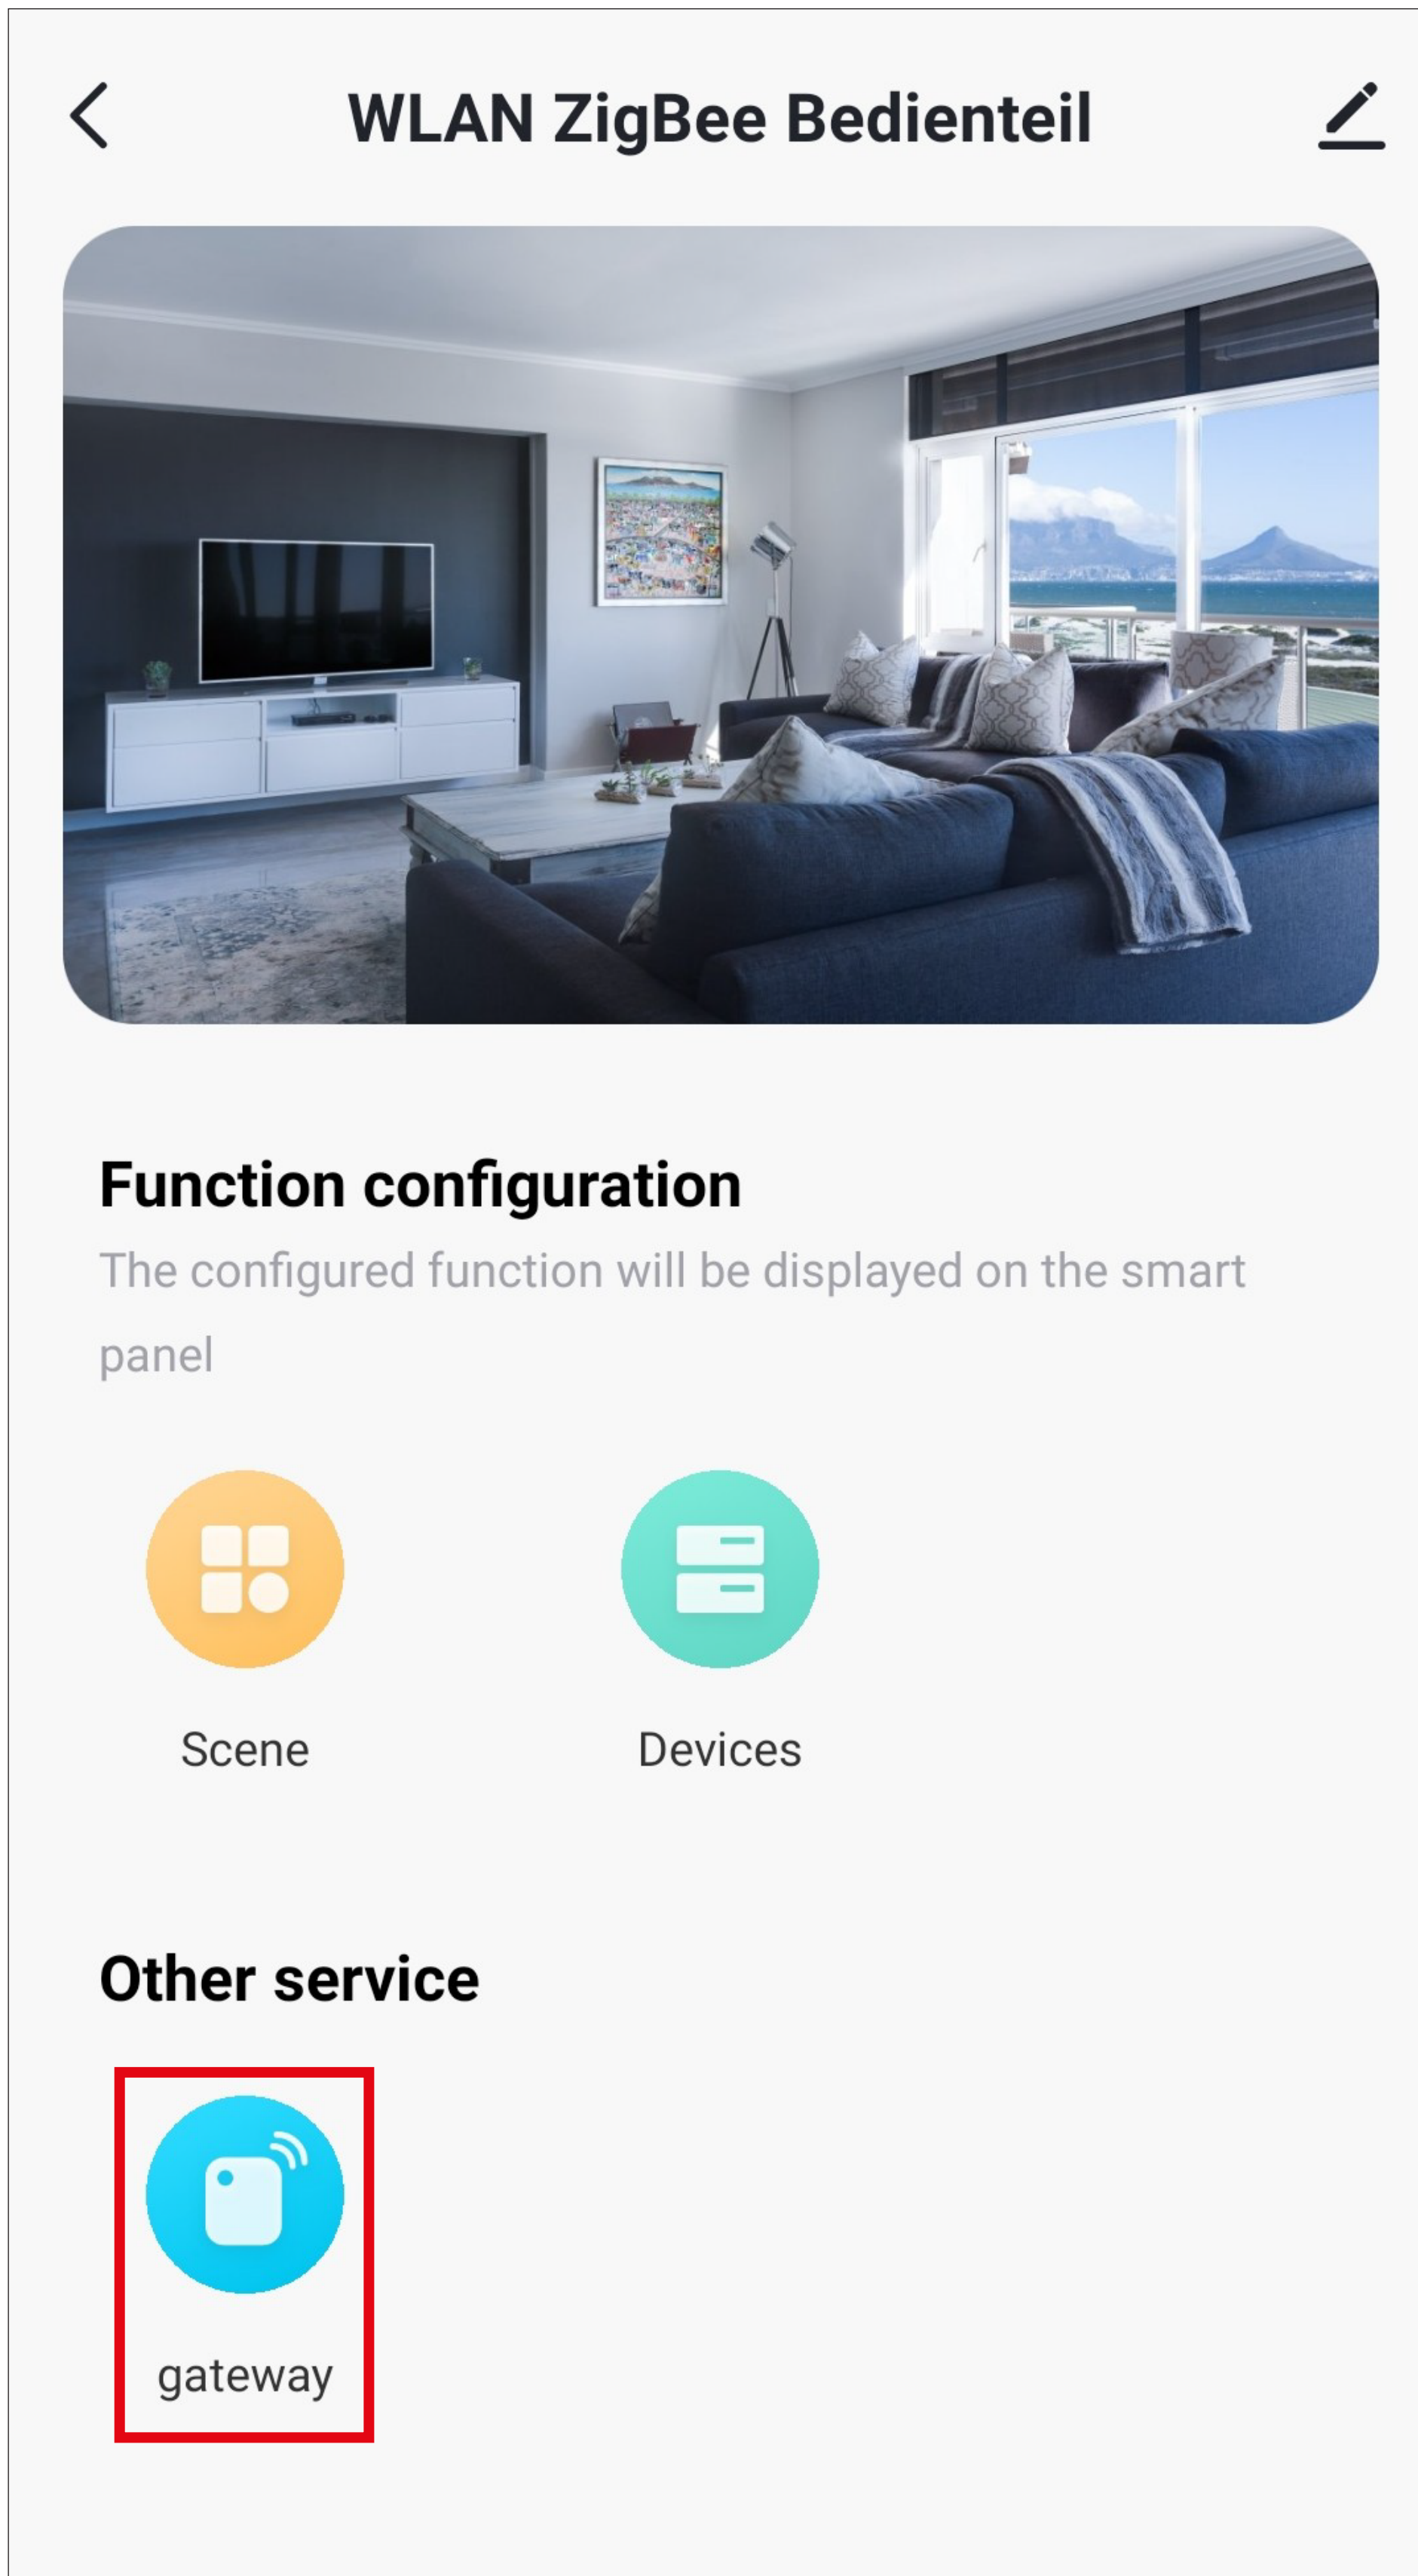 WLAN ZigBee Bedienteil
Function configuration
The configured function will be displayed on the smart
panel
Scene
Devices
Other service
gateway